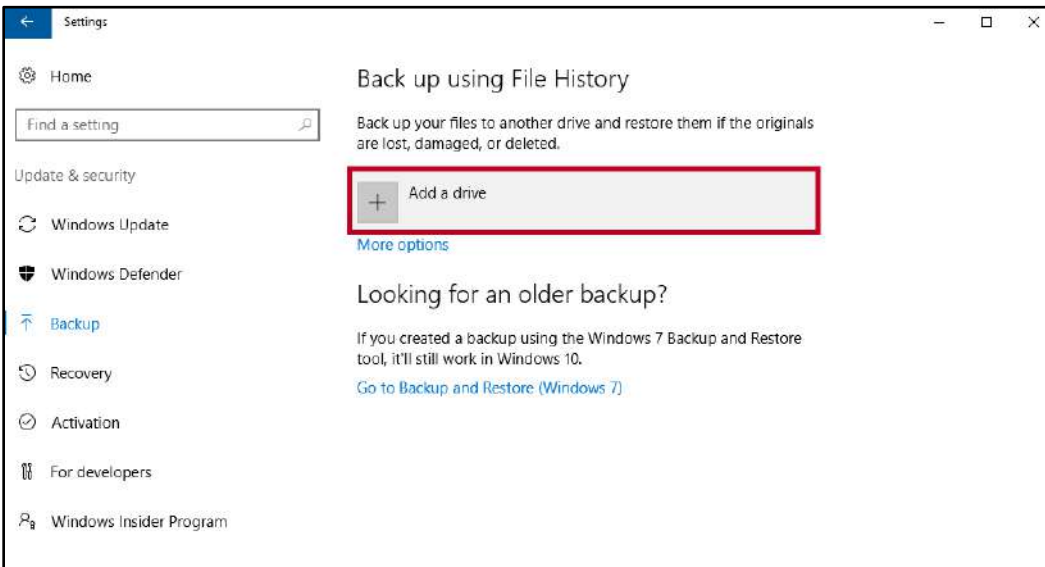 Settings
Home
Find a setting
Update & security
Windows Update
Windows Defender
Backup
Recovery
Activation
For developers
Windows Insider Program
Back up using File History
Back up your files to another drive and restore them if the originals
are lost, damaged, or deleted.
Add a drive
More options
Looking for an older backup?
If you created a backup using the Windows 7 Backup and Restore
tool, it'll still work in Windows 10.
Go to Backup and Restore (Windows 7)